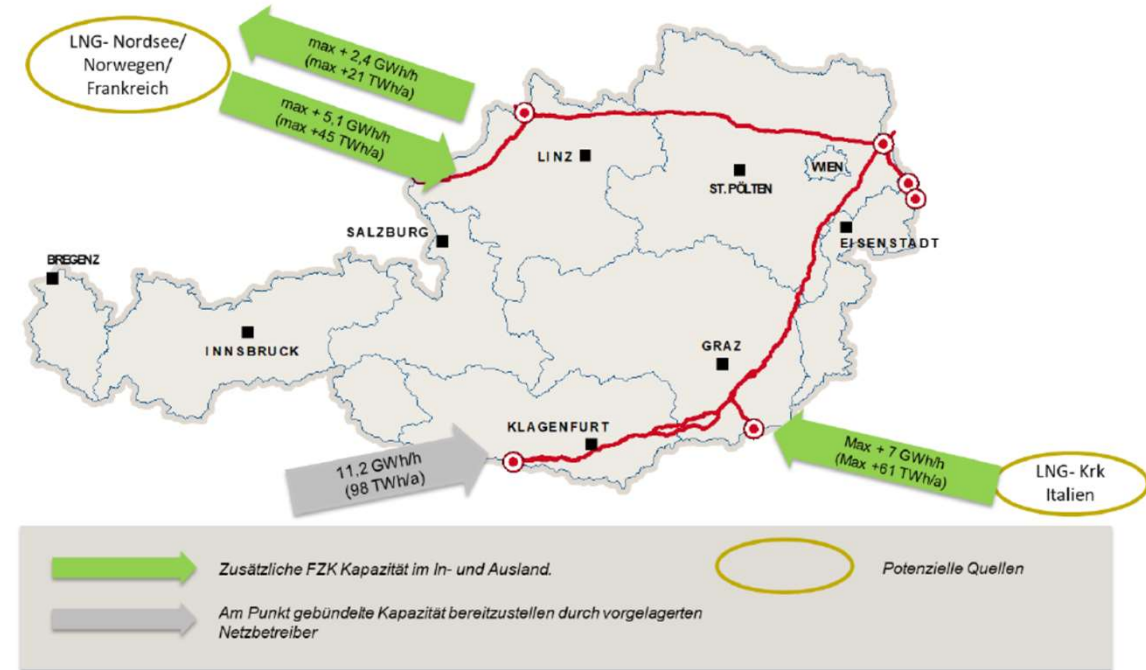 LNG- Nordsee/
Norwegen/
Frankreich
max + 2,4 GWh/h
(max +21 TWh/a)
max + 5,1 GWh/h
(max +45 TWh/a)
LINZ
WIEN
ST.PÖLTEN
SALZBURG
EISENSTADT
BREGENZ
INNSBRUCK
GRAZ
KLAGENFURT
11,2 GWh/h
(98 TWh/a)
Max + 7 GWh/h
(Max +61 TWh/a)
LNG- Krk
Italien
Zusätzliche FZK Kapazität im In- und Ausland.
Potenzielle Quellen
Am Punkt gebündelte Kapazität bereitzustellen durch vorgelagerten
Netzbetreiber